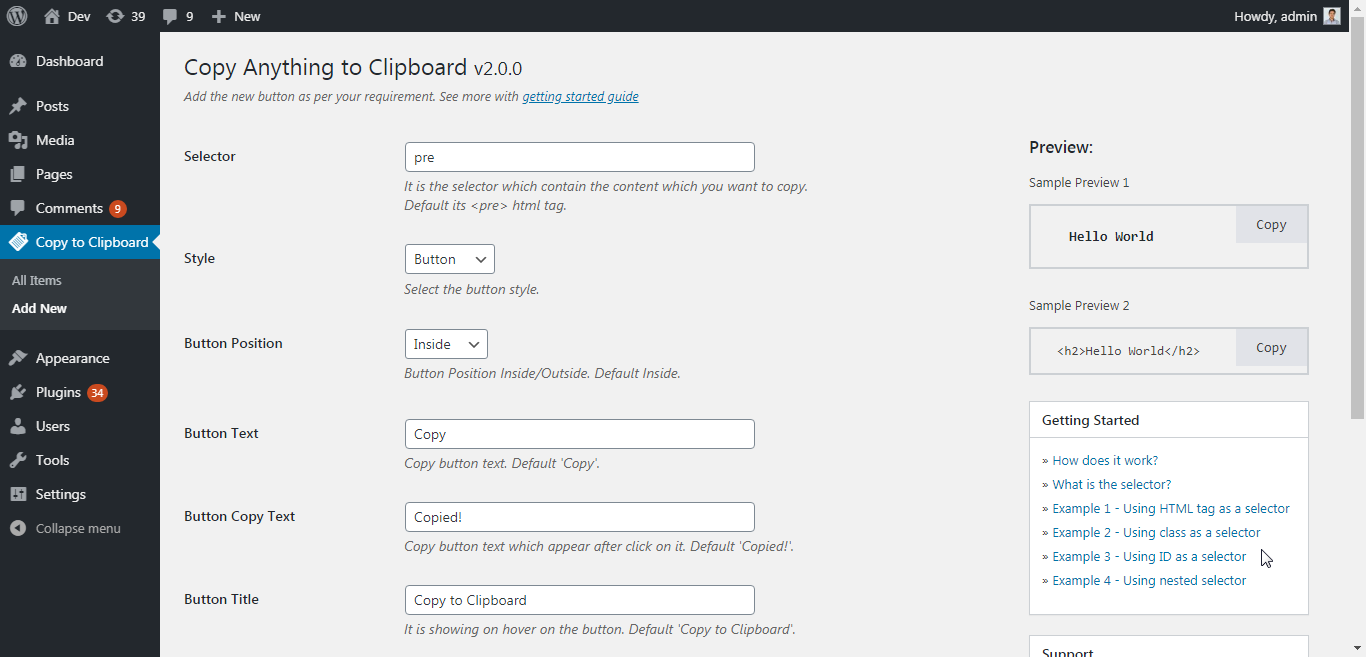 Dev 39 9 New Howdy, admin
Dashboard
Posts
Media
Pages
Comments 9
Copy to Clipboard
All Items
Add New
Appearance
Plugins 34
Users
Tools
Settings
Collapse menu
Copy Anything to Clipboard v2.0.0
Add the new button as per your requirement. See more with getting started guide
Selector
pre
It is the selector which contain the content which you want to copy.
Default its <pre> html tag.
Style
Button
Select the button style.
Button Position
Inside
Button Position Inside/Outside. Default Inside.
Button Text
Copy
Copy button text. Default 'Copy'.
Button Copy Text
Copied!
Copy button text which appear after click on it. Default 'Copied!'.
Button Title
Copy to Clipboard
It is showing on hover on the button. Default 'Copy to Clipboard'.
Preview:
Sample Preview 1
Hello World
Copy
Sample Preview 2
<h2>Hello World</h2>
Copy
Getting Started
» How does it work?
» What is the selector?
» Example 1 - Using HTML tag as a selector
» Example 2 - Using class as a selector
» Example 3 - Using ID as a selector
» Example 4 - Using nested selector
Support